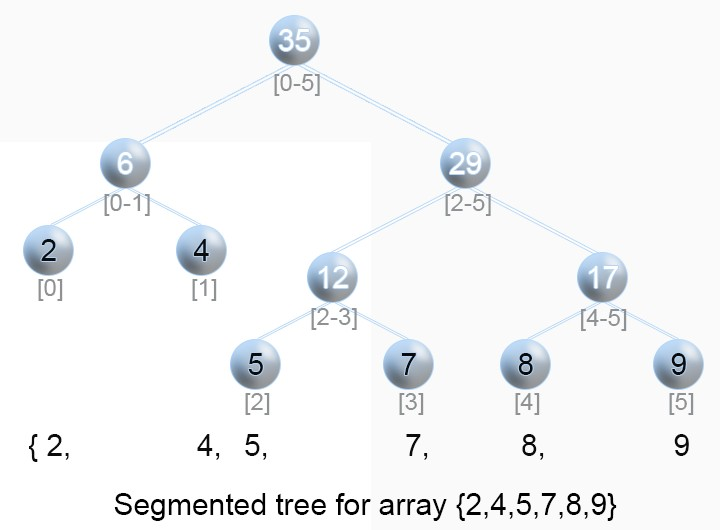 35
[0-5]
6 29
[0-1] [2-5]
2 4
[0] [1]
12 17
[2-3] [4-5]
5 7 8 9
[2] [3] [4] [5]
{ 2, 4, 5, 7, 8, 9
Segmented tree for array {2,4,5,7,8,9}